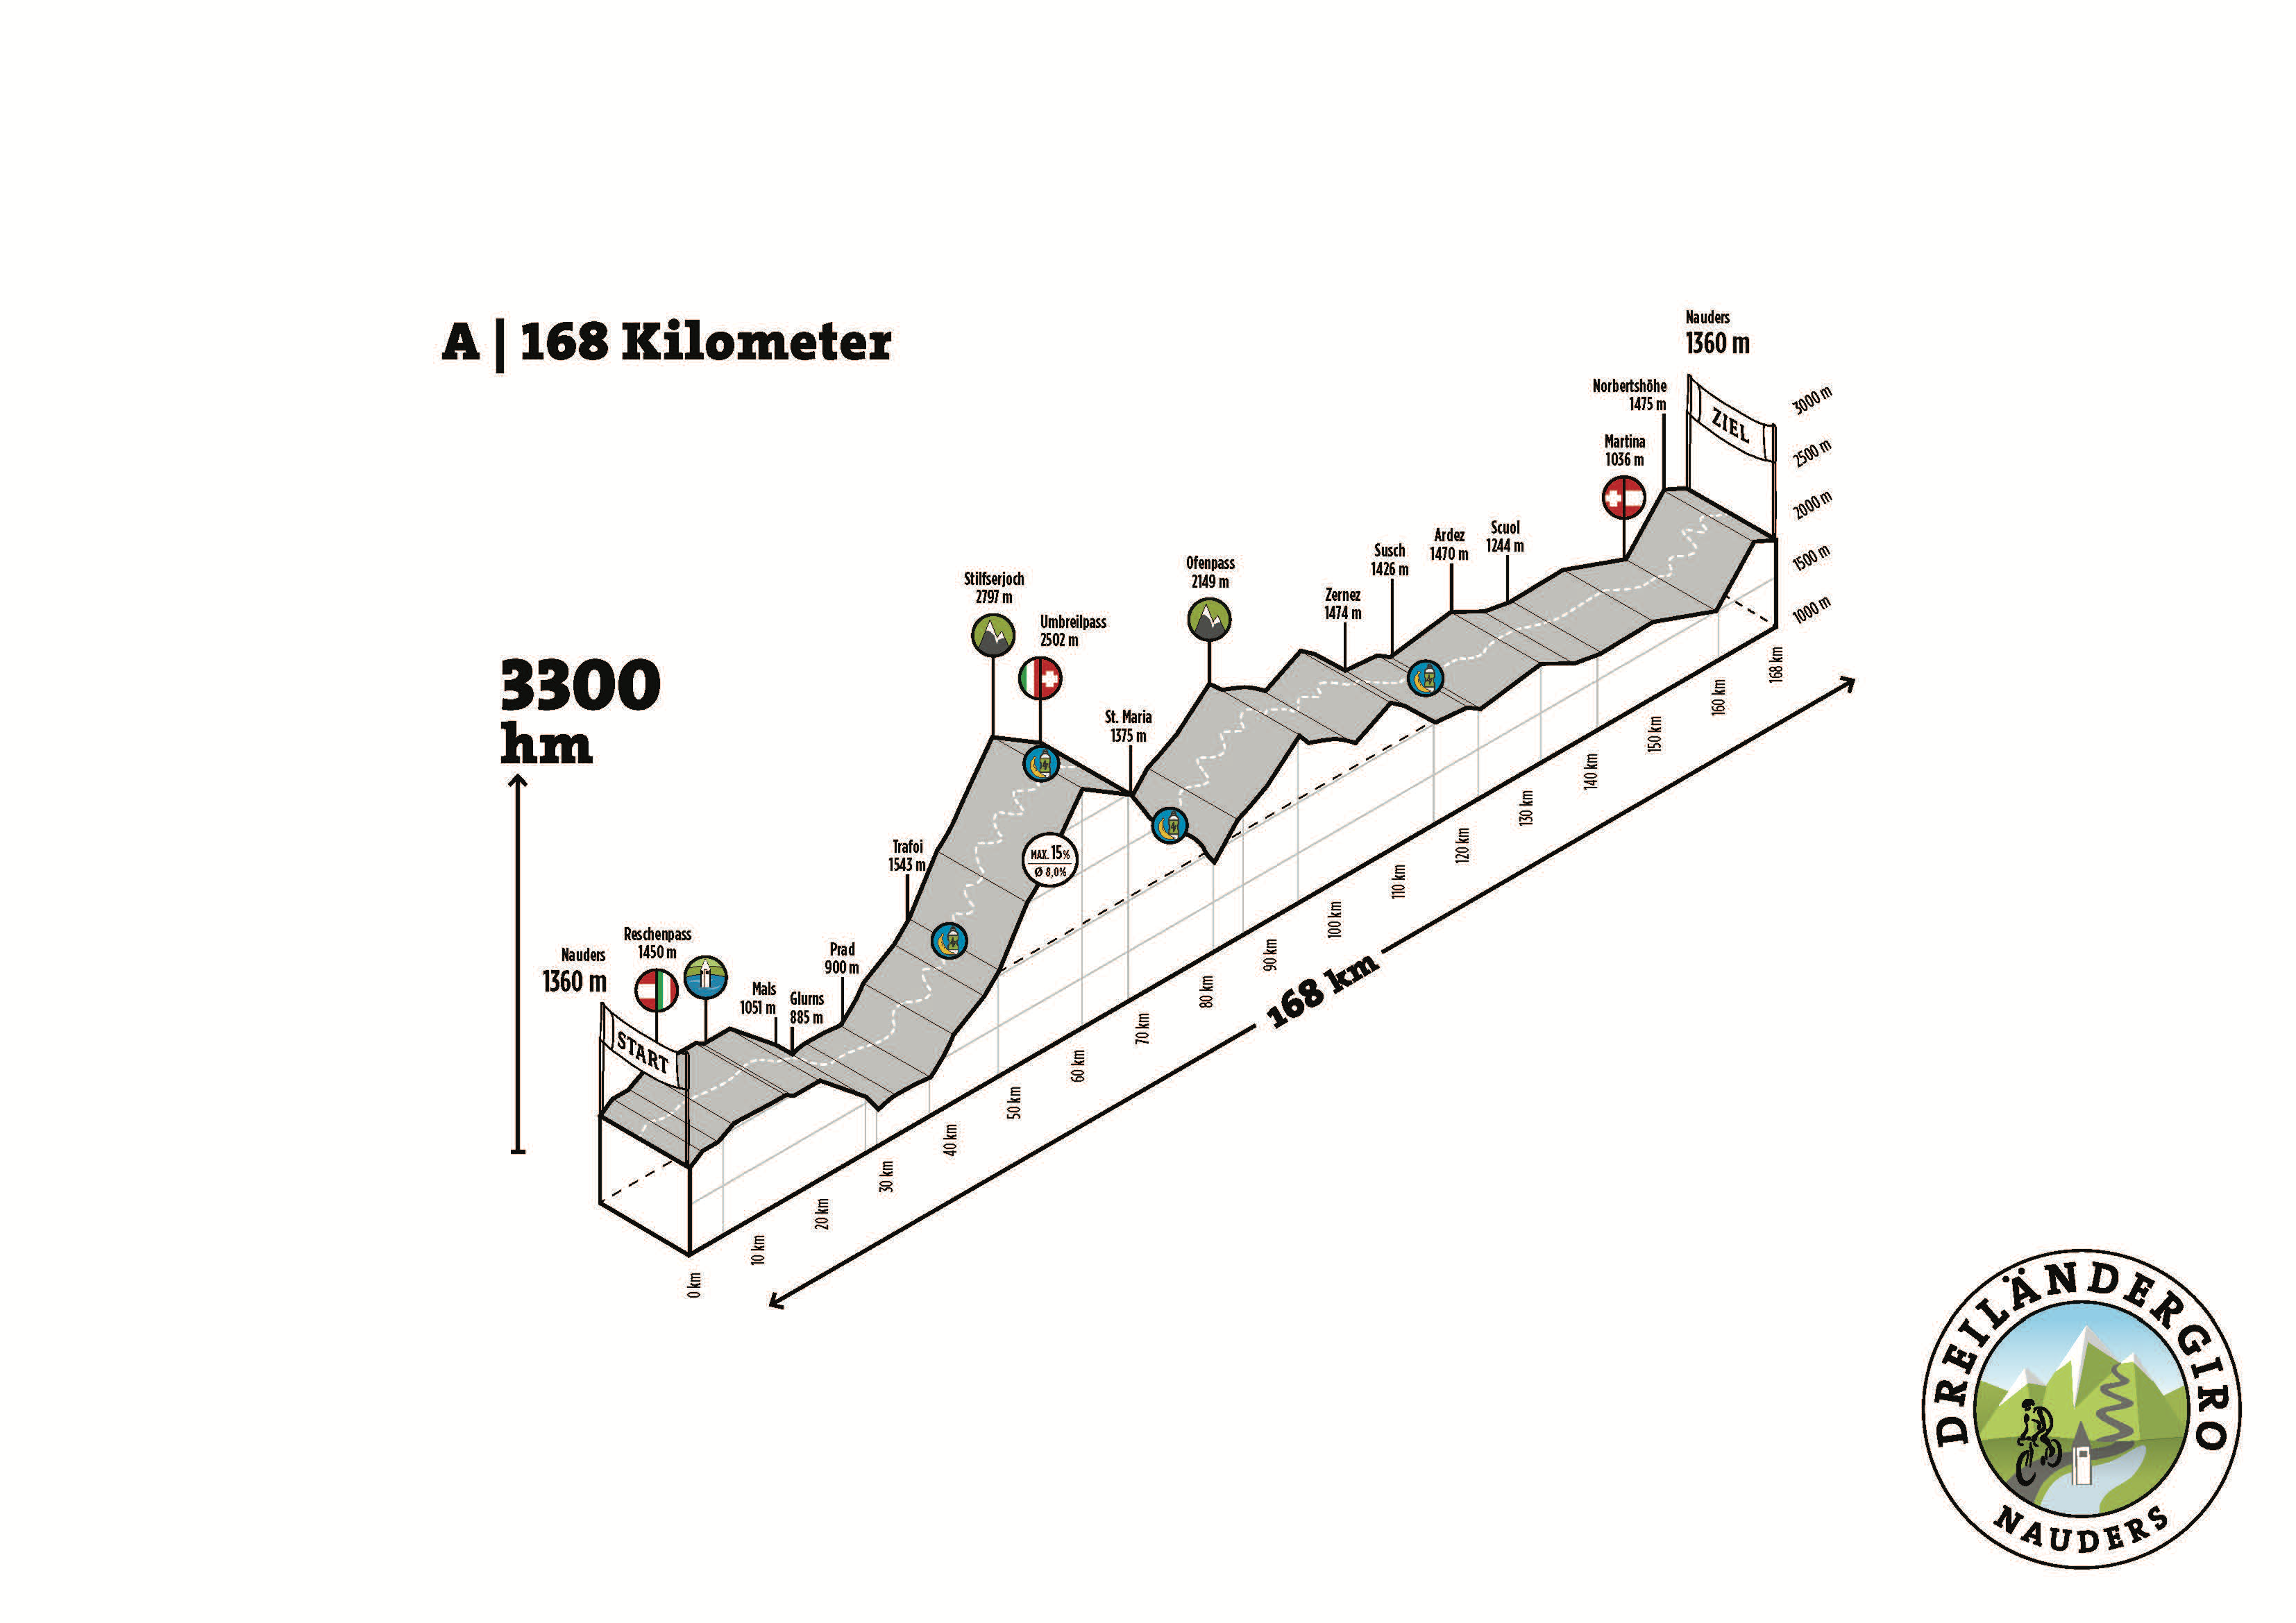 A | 168 Kilometer
3300
hm
Nauders
1360 m
START
Reschenpass
1450 m
Mals
1051 m
Glurns
885 m
Prad
900 m
Trafoi
1543 m
Stilfserjoch
2797 m
Umbreilpass
2502 m
MAX. 15%
Ø 8,0%
St. Maria
1375 m
Ofenpass
2149 m
Zernez
1474 m
Susch
1426 m
Ardez
1470 m
Scuol
1244 m
Martina
1036 m
Norbertshöhe
1475 m
Nauders
1360 m
ZIEL
3000 m
2500 m
2000 m
1500 m
1000 m
0 km
10 km
20 km
30 km
40 km
50 km
60 km
70 km
80 km
90 km
100 km
110 km
120 km
130 km
140 km
150 km
160 km
168 km
168 km
DREILÄNDERGIRO
NAUDERS